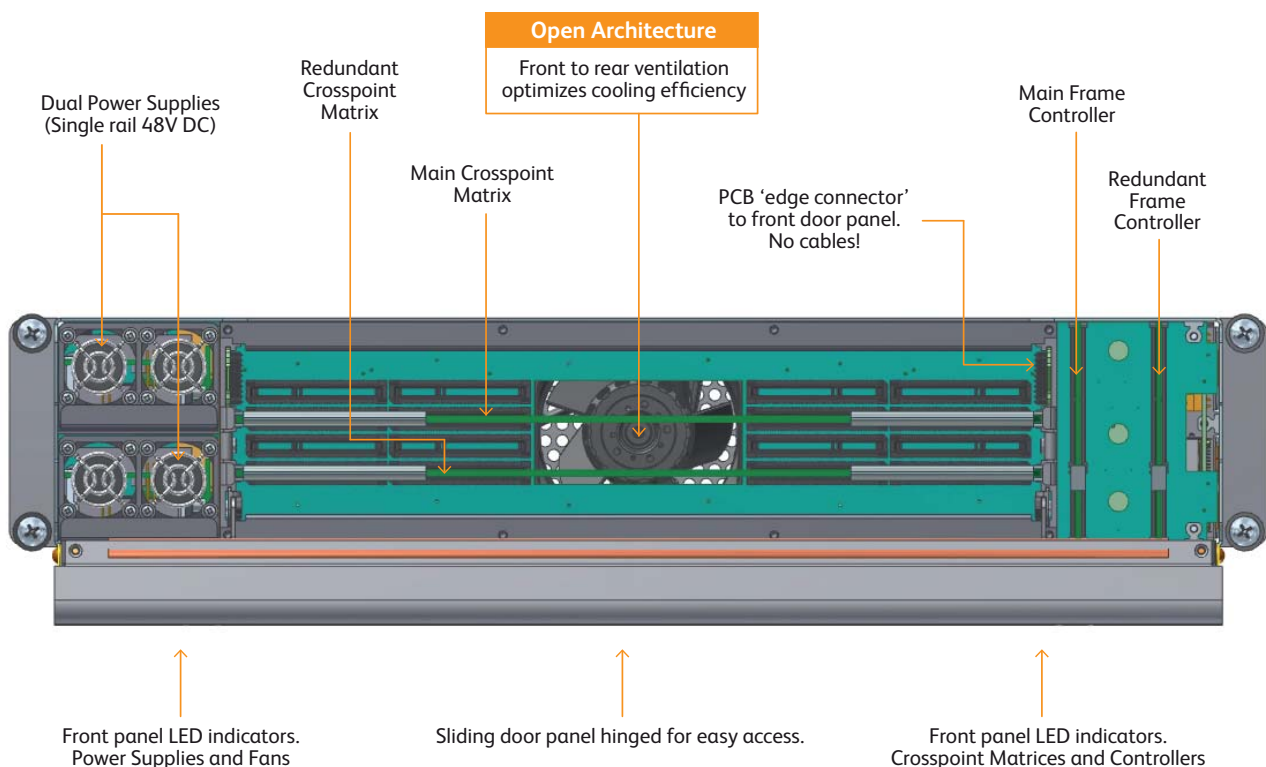 Open Architecture
Front to rear ventilation
optimizes cooling efficiency
Redundant
Crosspoint
Matrix
Dual Power Supplies
(Single rail 48V DC)
Main Crosspoint
Matrix
PCB ‘edge connector’
to front door panel.
No cables!
Main Frame
Controller
Redundant
Frame
Controller
Front panel LED indicators.
Power Supplies and Fans
Sliding door panel hinged for easy access.
Front panel LED indicators.
Crosspoint Matrices and Controllers